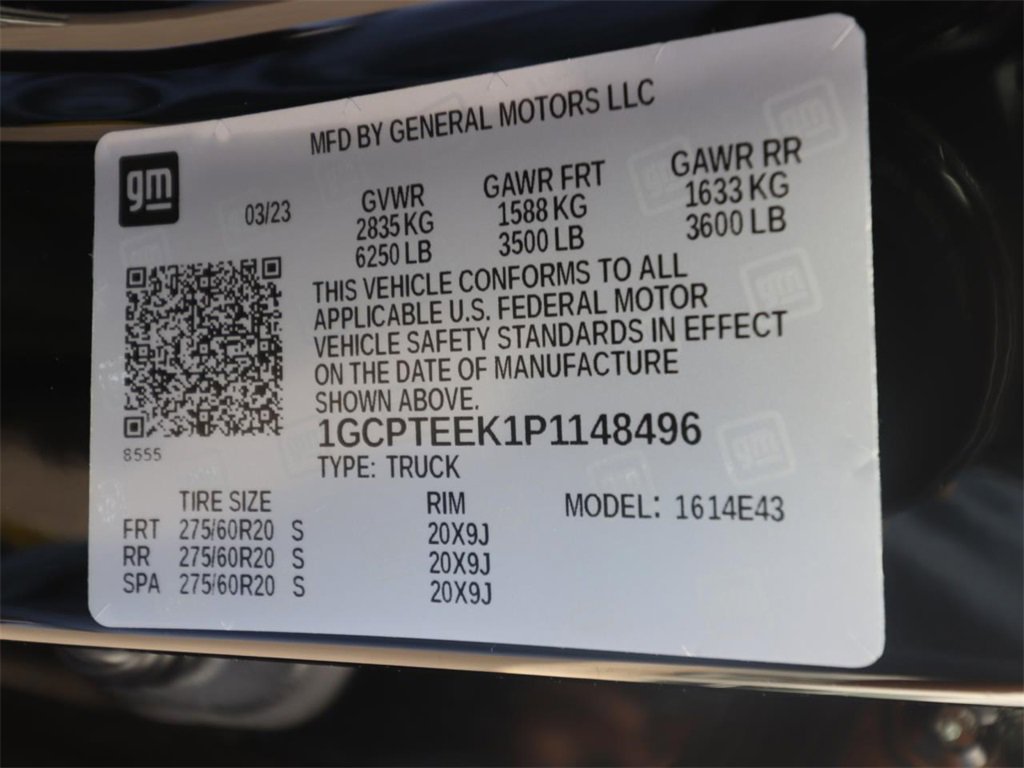 MFD BY GENERAL MOTORS LLC
gm
03/23
GVWR
2835 KG
6250 LB
GAWR FRT
1588 KG
3500 LB
GAWR RR
1633 KG
3600 LB
THIS VEHICLE CONFORMS TO ALL
APPLICABLE U.S. FEDERAL MOTOR
VEHICLE SAFETY STANDARDS IN EFFECT
ON THE DATE OF MANUFACTURE
SHOWN ABOVE.
8555
1GCPTEEK1P1148496
TYPE: TRUCK
TIRE SIZE RIM MODEL: 1614E43
FRT 275/60R20 S 20X9J
RR 275/60R20 S 20X9J
SPA 275/60R20 S 20X9J